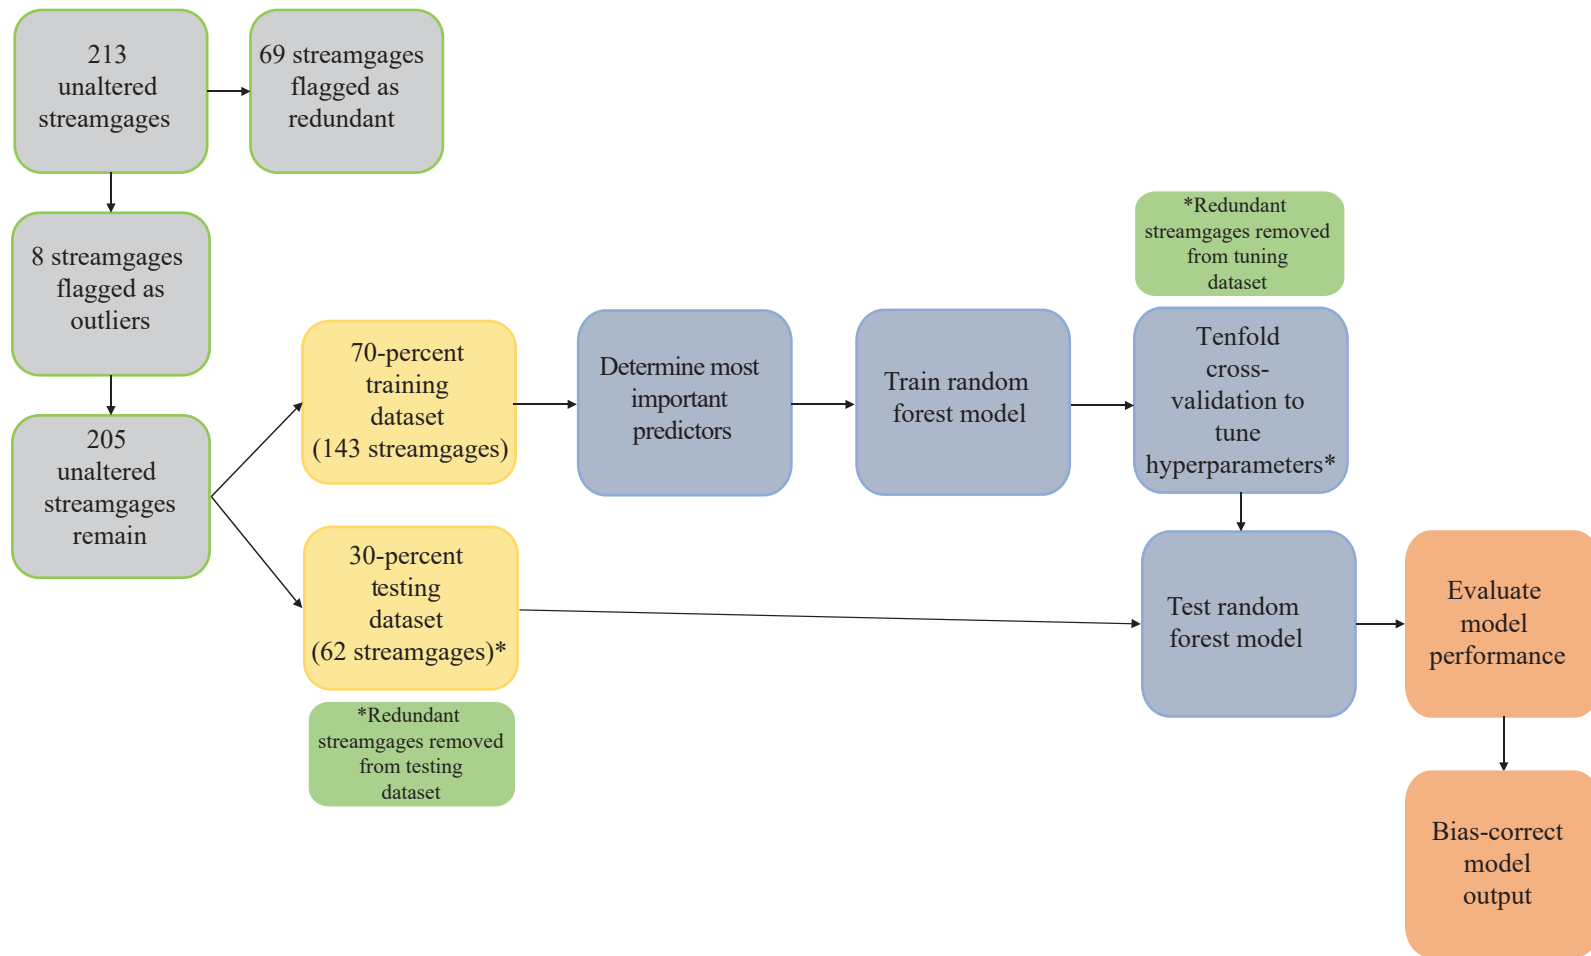 213
unaltered
streamgages
69 streamgages
flagged as
redundant
8 streamgages
flagged as
outliers
205
unaltered
streamgages
remain
70-percent
training
dataset
(143 streamgages)
30-percent
testing
dataset
(62 streamgages)*
*Redundant
streamgages removed
from testing
dataset
Determine most
important
predictors
Train random
forest model
*Redundant
streamgages removed
from tuning
dataset
Tenfold
cross-
validation to
tune
hyperparameters*
Test random
forest model
Evaluate
model
performance
Bias-correct
model
output